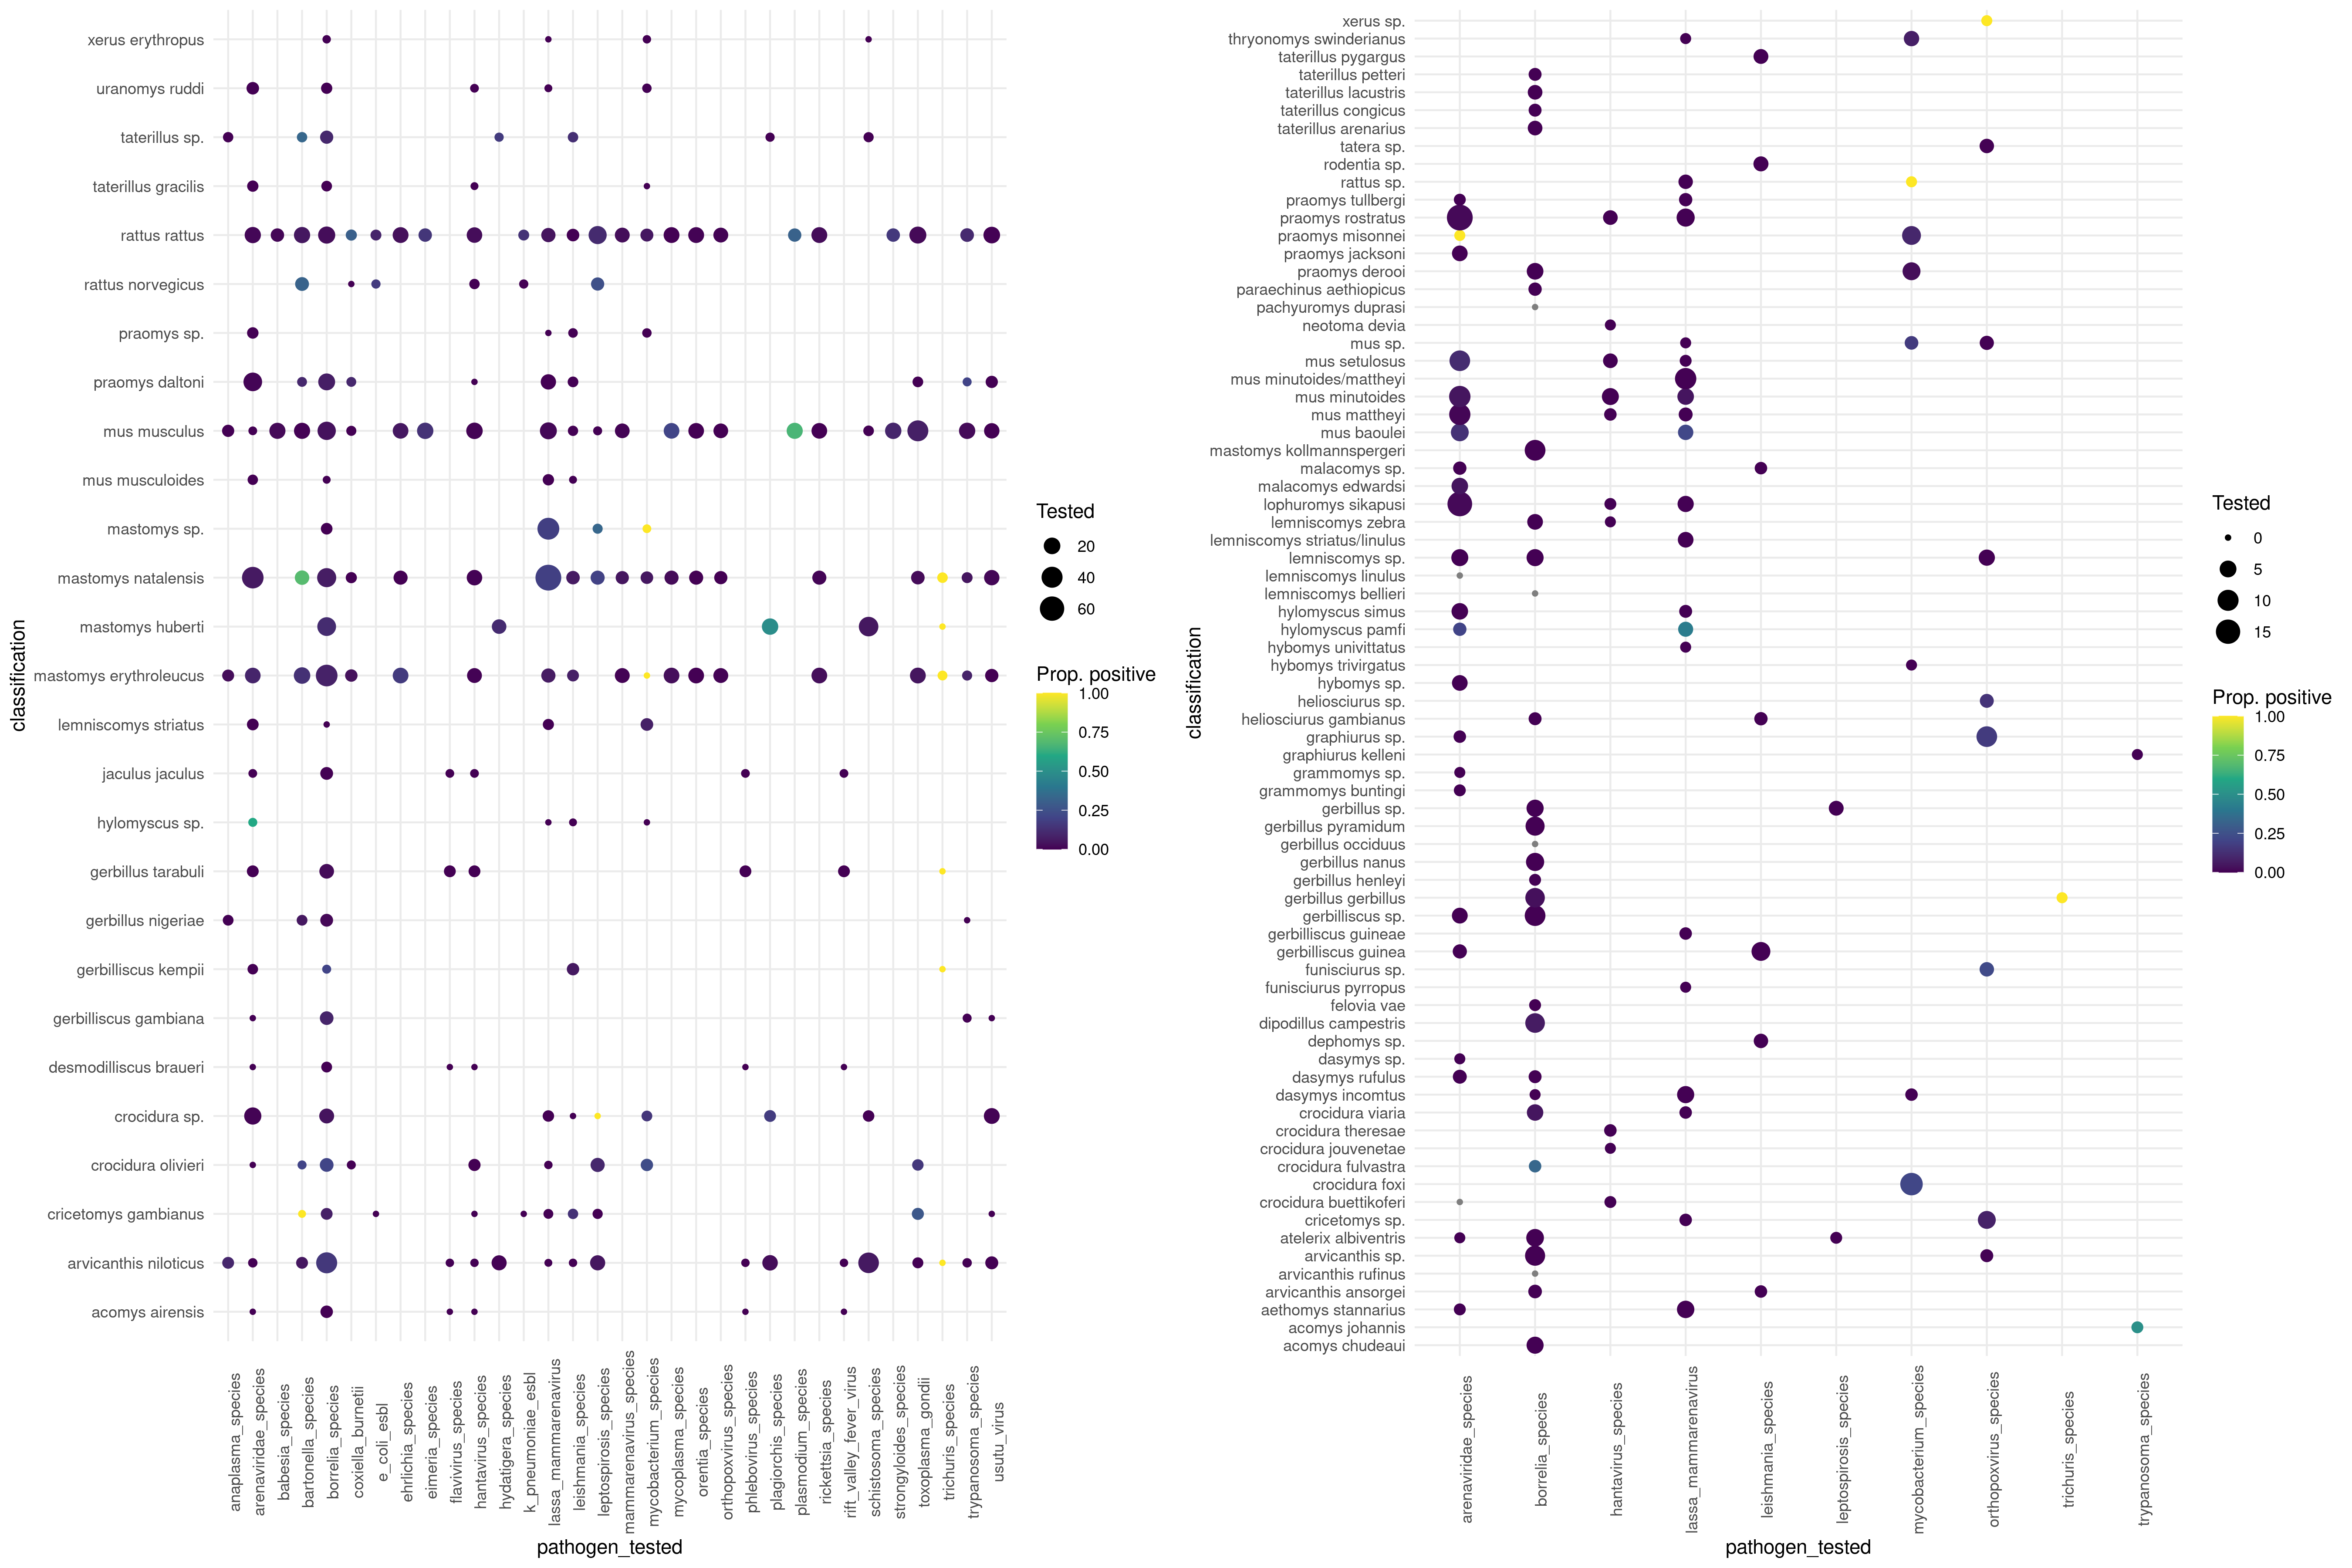 xerus erythropus
uranomys ruddi
taterillus sp.
taterillus gracilis
rattus rattus
rattus norvegicus
praomys sp.
praomys daltoni
mus musculus
mus musculoides
mastomys sp.
mastomys natalensis
mastomys huberti
mastomys erythroleucus
lemniscomys striatus
jaculus jaculus
hylomyscus sp.
gerbillus tarabuli
gerbillus nigeriae
gerbilliscus kempii
gerbilliscus gambiana
desmodilliscus braueri
crocidura sp.
crocidura olivieri
cricetomys gambianus
arvicanthis niloticus
acomys airensis
classification
anaplasma_species
arenaviridae_species
babesia_species
bartonella_species
borrelia_species
coxiella_burnetii
e_coli_esbl
ehrlichia_species
eimeria_species
flavivirus_species
hantavirus_species
hydatigera_species
k_pneumoniae_esbl
lassa_mammarenavirus
leishmania_species
leptospirosis_species
mammarenavirus_species
mycobacterium_species
mycoplasma_species
orientia_species
orthopoxvirus_species
phlebovirus_species
plagiorchis_species
plasmodium_species
rickettsia_species
rift_valley_fever_virus
schistosoma_species
strongyloides_species
toxoplasma_gondii
trichuris_species
trypanosoma_species
usutu_virus
pathogen_tested
Tested
20
40
60
Prop. positive
1.00
0.75
0.50
0.25
0.00
xerus sp.
thryonomys swinderianus
taterillus pygargus
taterillus petteri
taterillus lacustris
taterillus congicus
taterillus arenarius
tatera sp.
rodentia sp.
rattus sp.
praomys tullbergi
praomys rostratus
praomys misonnei
praomys jacksoni
praomys derooi
paraechinus aethiopicus
pachyuromys duprasi
neotoma devia
mus sp.
mus setulosus
mus minutoides/mattheyi
mus minutoides
mus mattheyi
mus baoulei
mastomys kollmannspergeri
malacomys sp.
malacomys edwardsi
lophuromys sikapusi
lemniscomys zebra
lemniscomys striatus/linulus
lemniscomys sp.
lemniscomys linulus
lemniscomys bellieri
hylomyscus simus
hylomyscus pamfi
hybomys univittatus
hybomys trivirgatus
hybomys sp.
heliosciurus sp.
heliosciurus gambianus
graphiurus sp.
graphiurus kelleni
grammomys sp.
grammomys buntingi
gerbillus sp.
gerbillus pyramidum
gerbillus occiduus
gerbillus nanus
gerbillus henleyi
gerbillus gerbillus
gerbilliscus sp.
gerbilliscus guineae
gerbilliscus guinea
funisciurus sp.
funisciurus pyrropus
felovia vae
dipodillus campestris
dephomys sp.
dasymys sp.
dasymys rufulus
dasymys incomtus
crocidura viaria
crocidura theresae
crocidura jouvenetae
crocidura fulvastra
crocidura foxi
crocidura buettikoferi
cricetomys sp.
atelerix albiventris
arvicanthis sp.
arvicanthis rufinus
arvicanthis ansorgei
aethomys stannarius
acomys johannis
acomys chudeaui
classification
arenaviridae_species
borrelia_species
hantavirus_species
lassa_mammarenavirus
leishmania_species
leptospirosis_species
mycobacterium_species
orthopoxvirus_species
trichuris_species
trypanosoma_species
pathogen_tested
Tested
0
5
10
15
Prop. positive
1.00
0.75
0.50
0.25
0.00